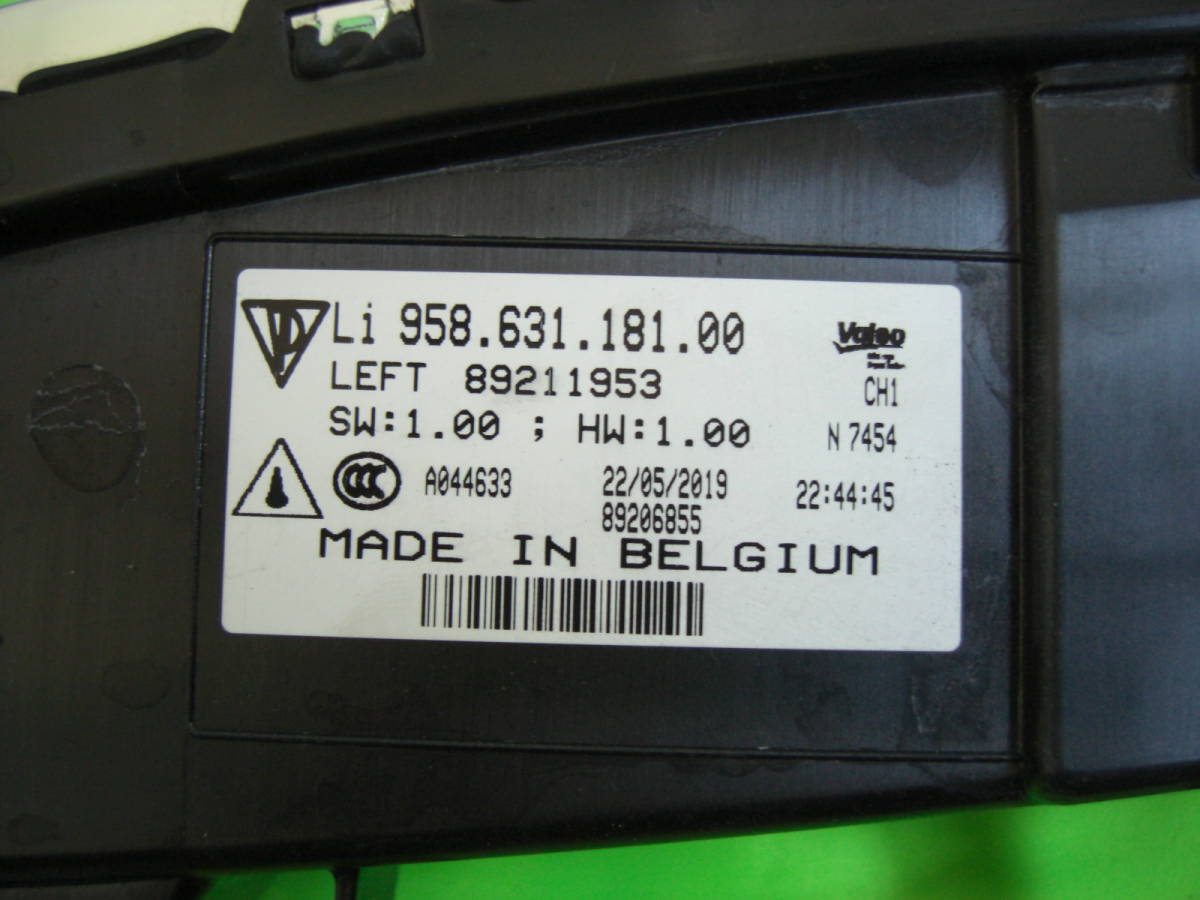 Li 958.631.181.00
Valeo
LEFT 89211953
CH1
SW:1.00 ; HW:1.00
N 7454
CCC
A044633
22/05/2019
22:44:45
89206855
MADE IN BELGIUM